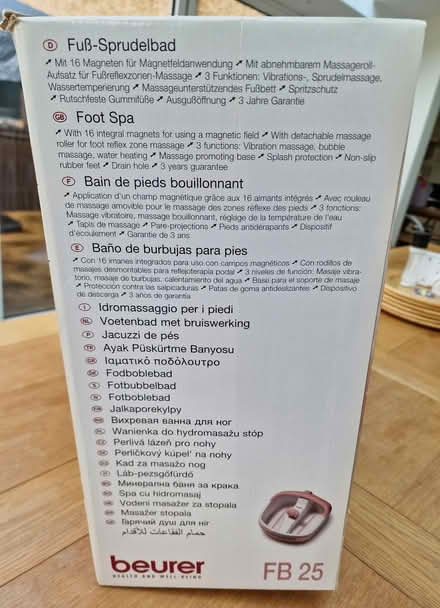 D Fuß-Sprudelbad
Mit 16 Magneten für Magnetfeldanwendung Mit abnehmbarem Massageroll-
Aufsatz für Fußreflexzonen-Massage 3 Funktionen: Vibrations-, Sprudelmassage,
Wassertemperierung Massageunterstützendes Fußbett Spritzschutz
Rutschfeste Gummifüße Ausgußöffnung 3 Jahre Garantie
GB Foot Spa
With 16 integral magnets for using a magnetic field With detachable massage
roller for foot reflex zone massage 3 functions: Vibration massage, bubble
massage, water heating Massage promoting base Splash protection Non-slip
rubber feet Drain hole 3 years guarantee
F Bain de pieds bouillonnant
Application d'un champ magnétique grâce aux 16 aimants intégrés Avec rouleau
de massage amovible pour le massage des zones réflexe des pieds 3 fonctions:
Massage vibratoire, massage bouillonnant, réglage de la température de l'eau
Tapis de massage Pare-projections Pieds antidérapants Dispositif
d'écoulement Garantie de 3 ans
E Baño de burbujas para pies
Con 16 imanes integrados para uso con campos magnéticos Con rodillos de
masajes desmontables para reflejoterapia podal 3 niveles de función: Masaje vibra-
torio, masaje de burbujas, calentamiento del agua Base para el soporte de masaje
Protección contra las salpicaduras Patas de goma antideslizantes Dispositivo
de descarga 3 años de garantía
I Idromassaggio per i piedi
NL Voetenbad met bruiswerking
P Jacuzzi de pés
TR Ayak Püskürtme Banyosu
GR Ιαματικό ποδόλουτρο
DK Fodboblebad
S Fotbubbelbad
N Fotboblebad
FIN Jalkaporekylpy
RUS Вихревая ванна для ног
PL Wanienka do hydromasażu stóp
CZ Perlivá lázeň pro nohy
SK Perličkový kúpeľ na nohy
Kad za masažo nog
H Láb-pezsgőfürdő
BG Минерална баня за крака
RO Spa cu hidromasaj
Vodeni masažer za stopala
Masažer stopala
UA Гарячий душ для ніг
حمام الفقاعات للأقدام
beurer
HEALTH AND WELL-BEING
FB 25